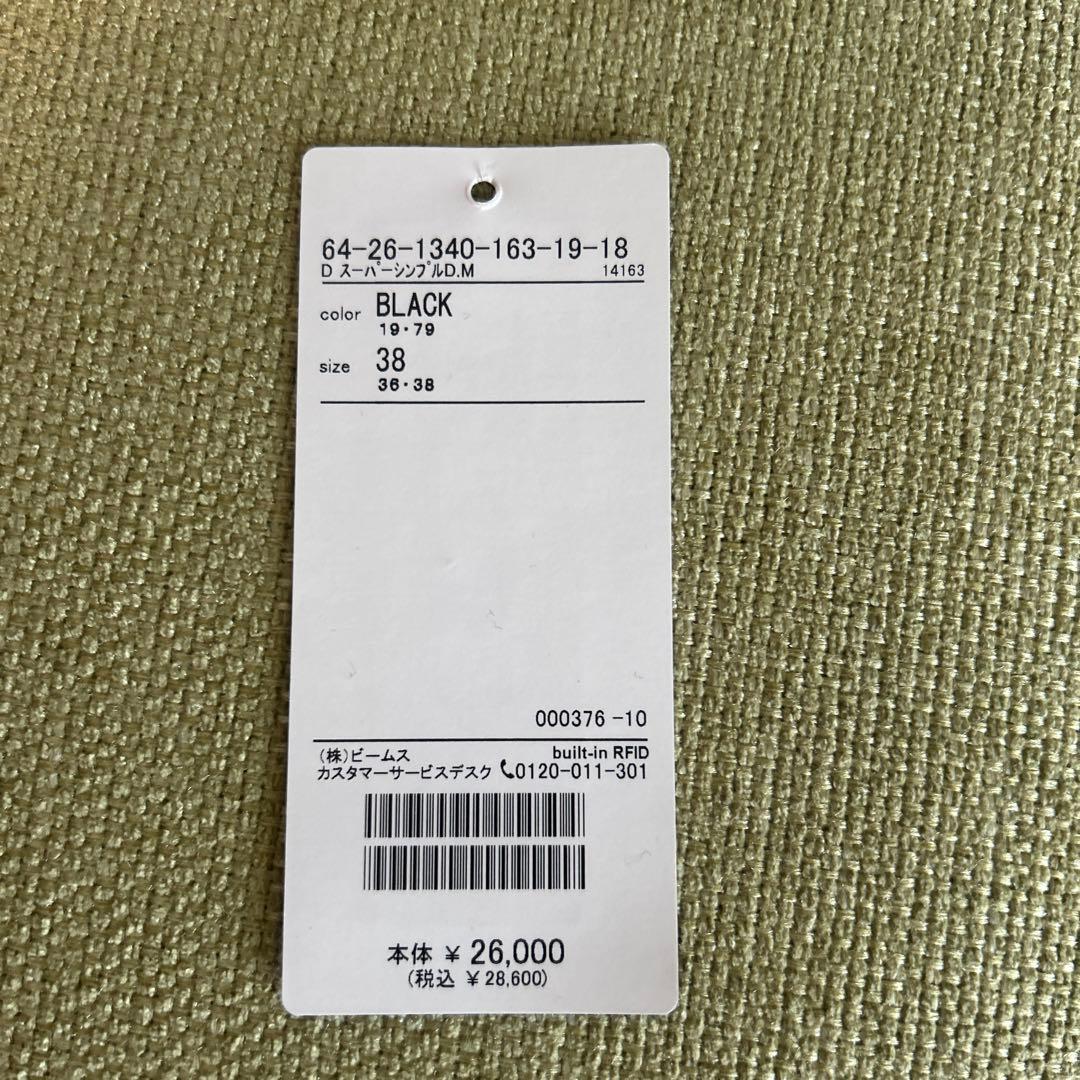 64-26-1340-163-19-18
D ｽｰﾊﾟｰｼﾝﾌﾟﾙD.M 14163
color BLACK
19・79
size 38
36・38
000376 -10
(株)ビームス built-in RFID
カスタマーサービスデスク 0120-011-301
本体 ¥ 26,000
(税込 ¥ 28,600)